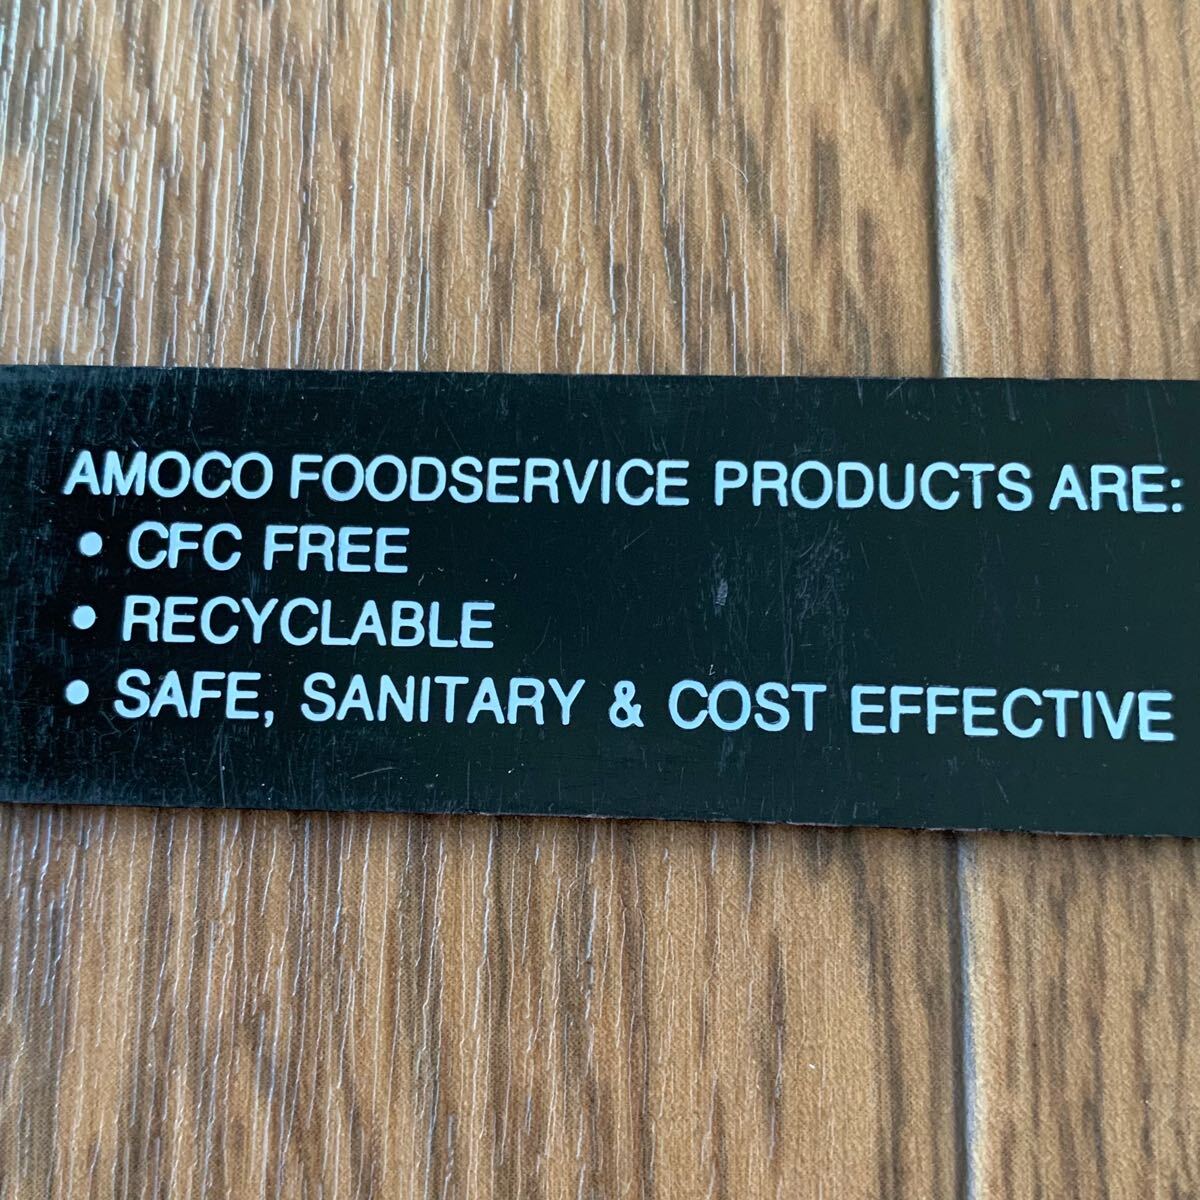 AMOCO FOODSERVICE PRODUCTS ARE:
• CFC FREE
• RECYCLABLE
• SAFE, SANITARY & COST EFFECTIVE